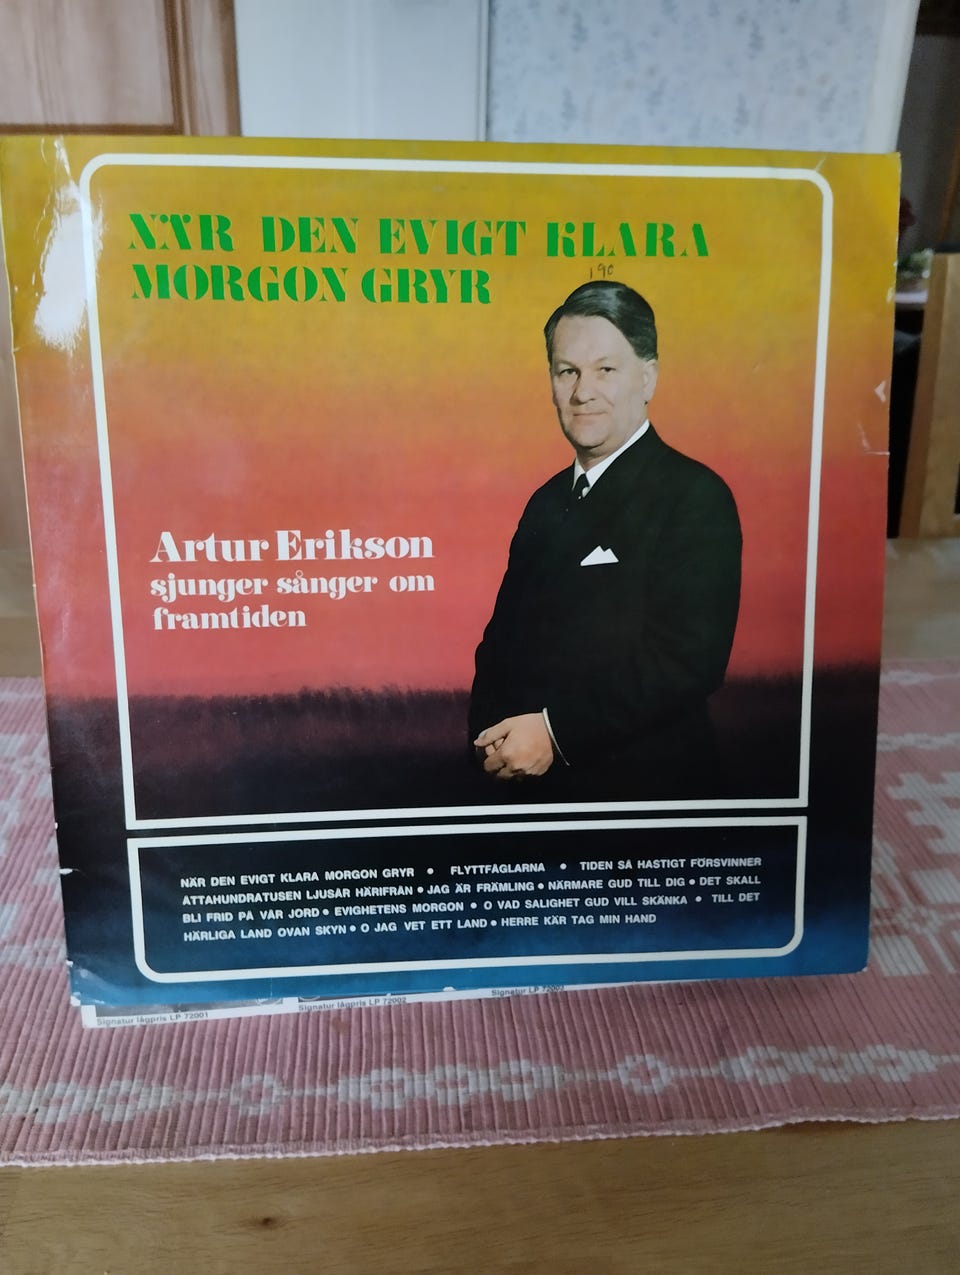 NÄR DEN EVIGT KLARA
MORGON GRYR
190
Artur Erikson
sjunger sånger om
framtiden
NÄR DEN EVIGT KLARA MORGON GRYR • FLYTTFÅGLARNA • TIDEN SÅ HASTIGT FÖRSVINNER
ÅTTAHUNDRATUSEN LJUSÅR HÄRIFRÅN • JAG ÄR FRÄMLING • NÄRMARE GUD TILL DIG • DET SKALL
BLI FRID PÅ VÅR JORD • EVIGHETENS MORGON • O VAD SALIGHET GUD VILL SKÄNKA • TILL DET
HÄRLIGA LAND OVAN SKYN • O JAG VET ETT LAND • HERRE KÄR TAG MIN HAND
Signatur lågpris LP 72001
Signatur lågpris LP 72002
Signatur LP